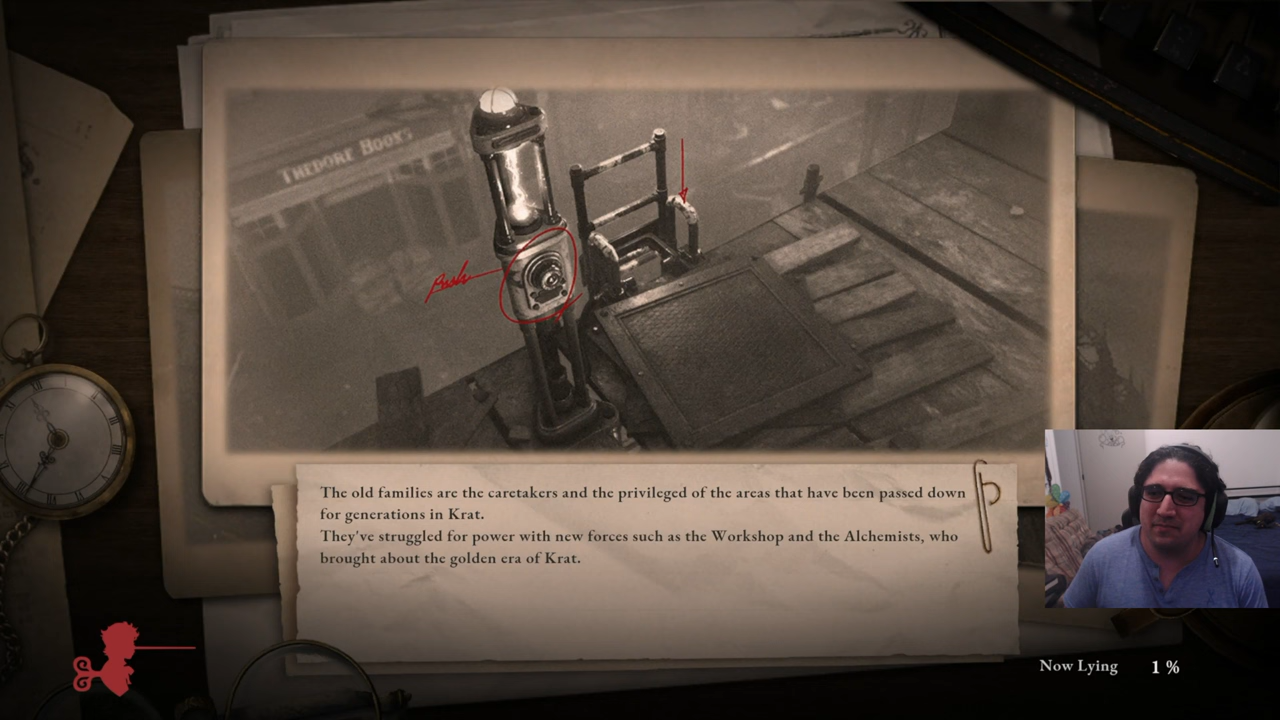 THEDORE BOOK'S
Push
The old families are the caretakers and the privileged of the areas that have been passed down
for generations in Krat.
They've struggled for power with new forces such as the Workshop and the Alchemists, who
brought about the golden era of Krat.
Now Lying 1 %